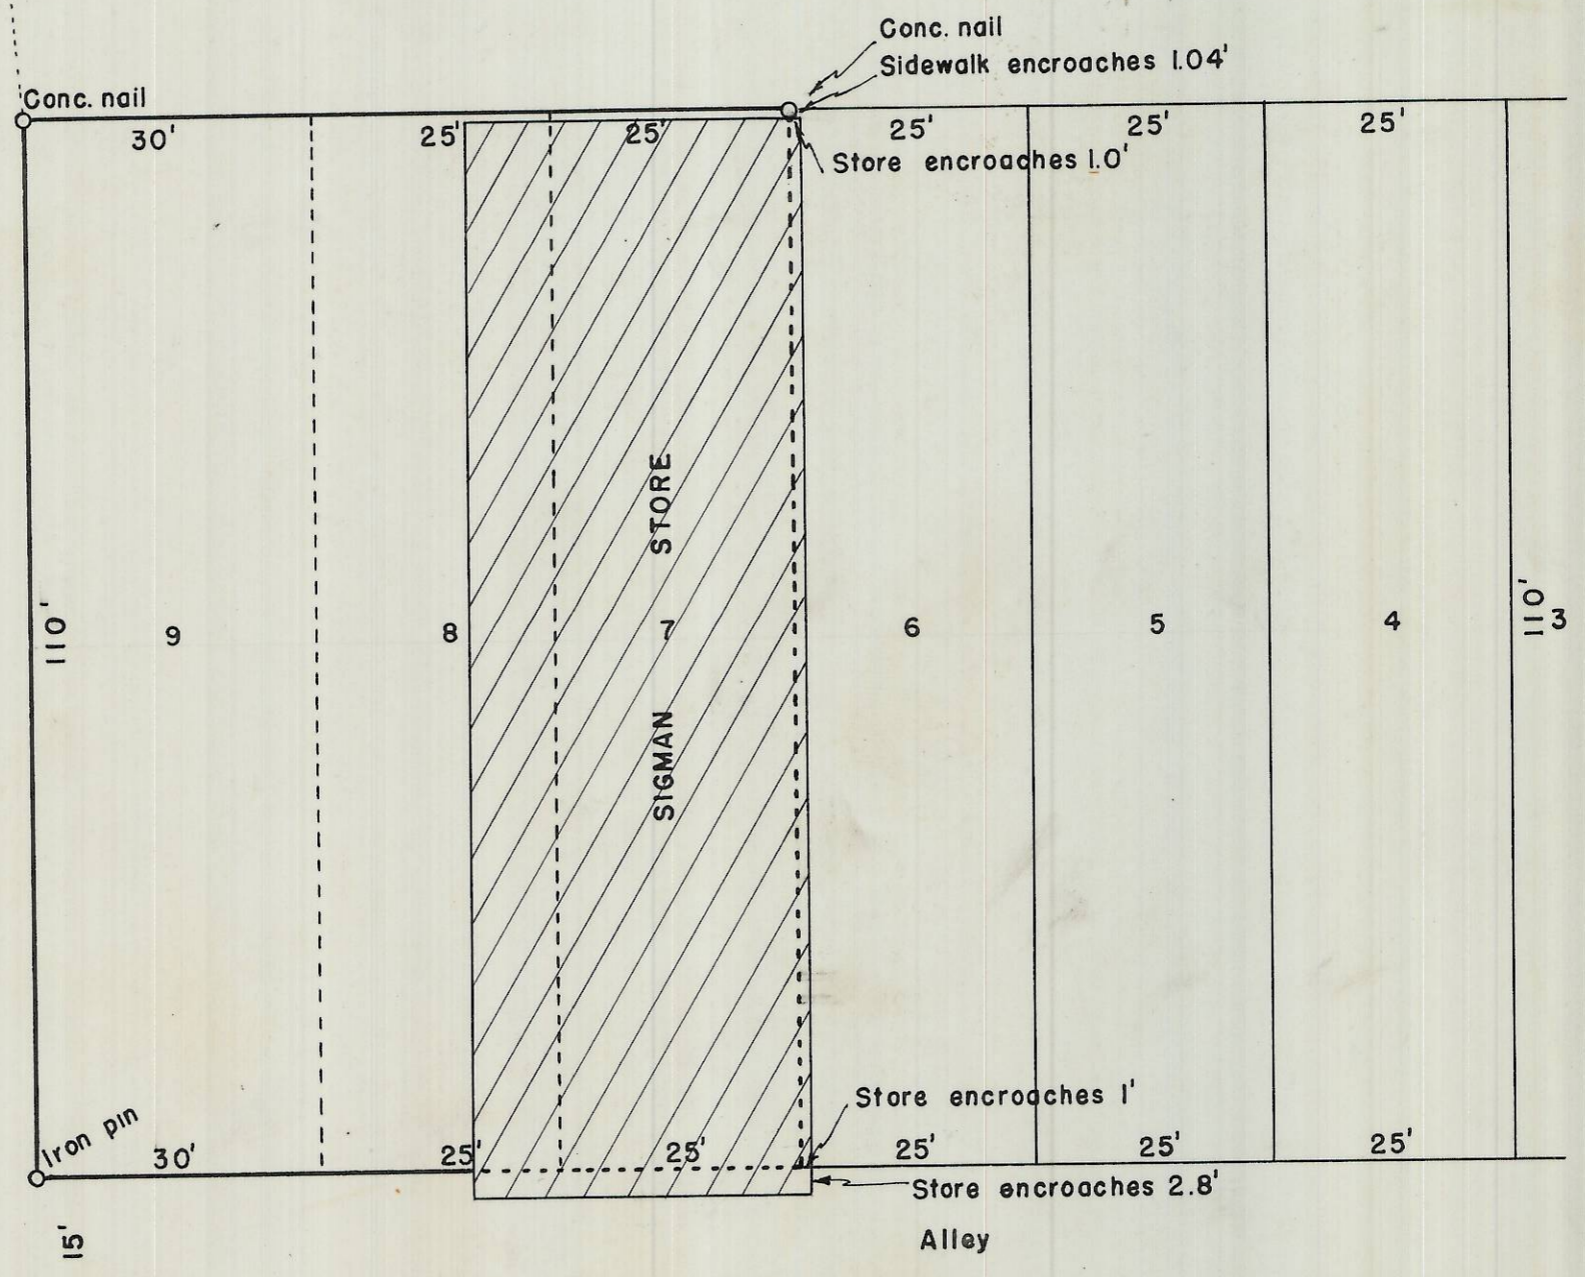 Conc. nail
Sidewalk encroaches 1.04'
Conc. nail
30' 25' 25' 25' 25' 25'
Store encroaches 1.0'
STORE
110' 9 8 7 6 5 4 110' 3
SIGMAN
Store encroaches 1'
Iron pin
30' 25' 25' 25' 25' 25'
Store encroaches 2.8'
15'
Alley